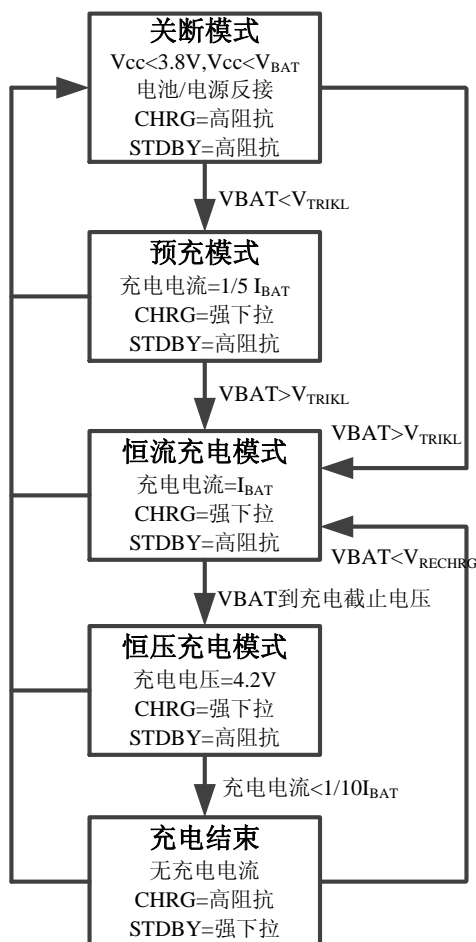 关断模式
Vcc<3.8V,Vcc<VBAT
电池/电源反接
CHRG=高阻抗
STDBY=高阻抗
VBAT<VTRIKL
预充模式
充电电流=1/5 IBAT
CHRG=强下拉
STDBY=高阻抗
VBAT>VTRIKL
VBAT>VTRIKL
恒流充电模式
充电电流=IBAT
CHRG=强下拉
STDBY=高阻抗
VBAT<VRECHRG
VBAT到充电截止电压
恒压充电模式
充电电压=4.2V
CHRG=强下拉
STDBY=高阻抗
充电电流<1/10IBAT
充电结束
无充电电流
CHRG=高阻抗
STDBY=强下拉